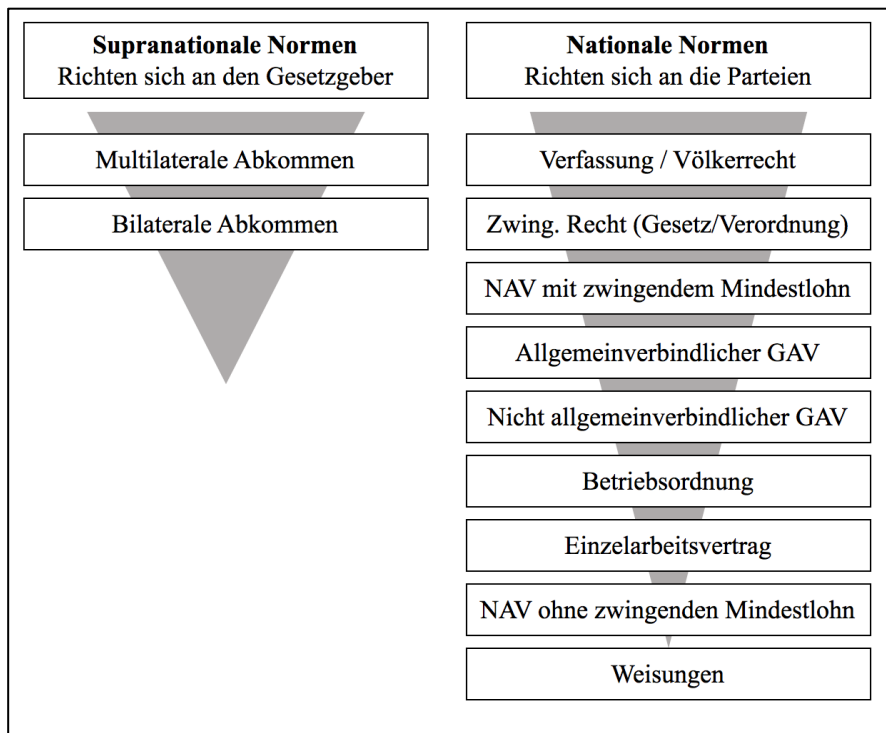 Supranationale Normen
Richten sich an den Gesetzgeber
Multilaterale Abkommen
Bilaterale Abkommen
Nationale Normen
Richten sich an die Parteien
Verfassung / Völkerrecht
Zwing. Recht (Gesetz/Verordnung)
NAV mit zwingendem Mindestlohn
Allgemeinverbindlicher GAV
Nicht allgemeinverbindlicher GAV
Betriebsordnung
Einzelarbeitsvertrag
NAV ohne zwingenden Mindestlohn
Weisungen